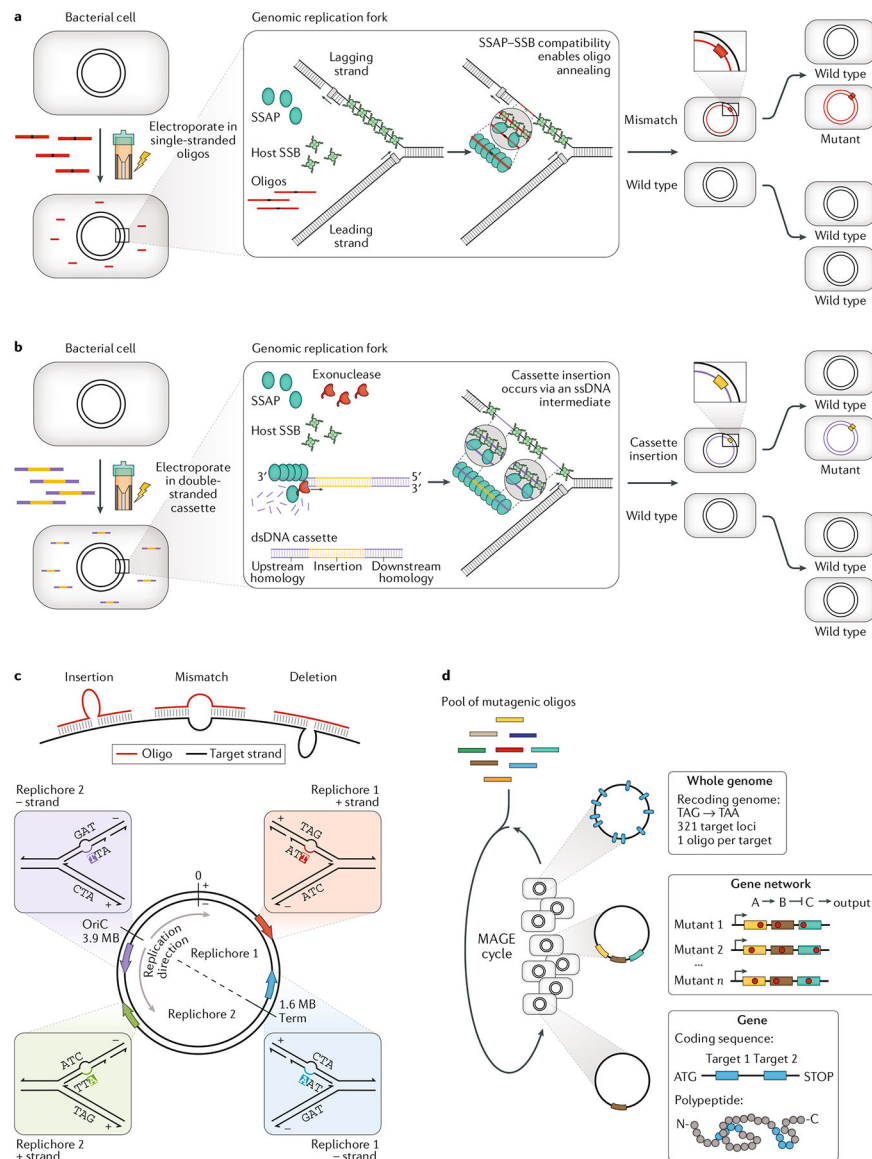 a
Bacterial cell
Electroporate in
single-stranded
oligos
Genomic replication fork
Lagging
strand
SSAP
Host SSB
Oligos
Leading
strand
SSAP–SSB compatibility
enables oligo
annealing
Mismatch
Wild type
Wild type
Mutant
Wild type
Wild type
b
Bacterial cell
Electroporate
in double-
stranded
cassette
Genomic replication fork
Exonuclease
SSAP
Host SSB
3′
5′
3′
dsDNA cassette
Upstream
homology
Insertion
Downstream
homology
Cassette insertion
occurs via an ssDNA
intermediate
Cassette
insertion
Wild type
Wild type
Mutant
Wild type
Wild type
c
Insertion
Mismatch
Deletion
Oligo
Target strand
Replichore 2
– strand
GAT
–
TTA
CTA
+
Replichore 1
+ strand
+
TAG
ATT
ATC
–
0
+
–
OriC
3.9 MB
Replication
direction
Replichore 1
Replichore 2
1.6 MB
Term
ATC
–
TTA
TAG
+
Replichore 2
+ strand
+
CTA
AAT
GAT
–
Replichore 1
– strand
d
Pool of mutagenic oligos
MAGE
cycle
Whole genome
Recoding genome:
TAG → TAA
321 target loci
1 oligo per target
Gene network
A → B ⊣ C → output
Mutant 1
Mutant 2
...
Mutant n
Gene
Coding sequence:
Target 1 Target 2
ATG
STOP
Polypeptide:
N-
-C